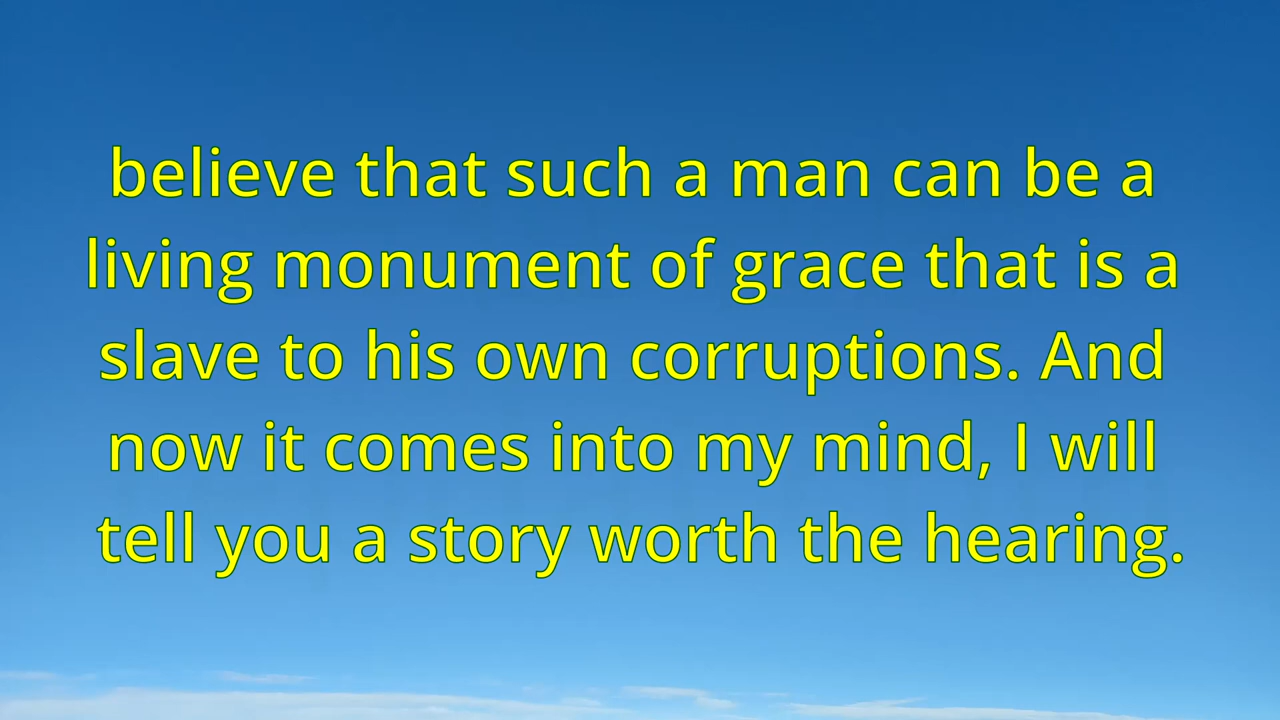 believe that such a man can be a
living monument of grace that is a
slave to his own corruptions. And
now it comes into my mind, I will
tell you a story worth the hearing.